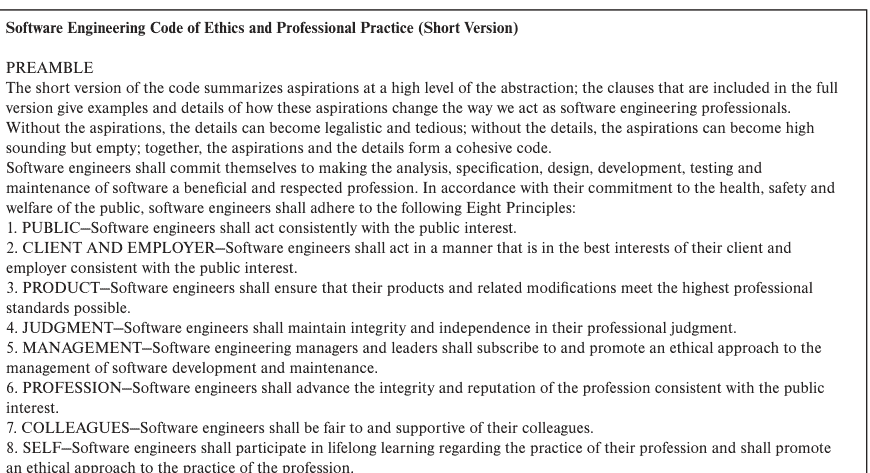 Software Engineering Code of Ethics and Professional Practice (Short Version)
PREAMBLE
The short version of the code summarizes aspirations at a high level of the abstraction; the clauses that are included in the full
version give examples and details of how these aspirations change the way we act as software engineering professionals.
Without the aspirations, the details can become legalistic and tedious; without the details, the aspirations can become high
sounding but empty; together, the aspirations and the details form a cohesive code.
Software engineers shall commit themselves to making the analysis, specification, design, development, testing and
maintenance of software a beneficial and respected profession. In accordance with their commitment to the health, safety and
welfare of the public, software engineers shall adhere to the following Eight Principles:
1. PUBLIC—Software engineers shall act consistently with the public interest.
2. CLIENT AND EMPLOYER—Software engineers shall act in a manner that is in the best interests of their client and
employer consistent with the public interest.
3. PRODUCT—Software engineers shall ensure that their products and related modifications meet the highest professional
standards possible.
4. JUDGMENT—Software engineers shall maintain integrity and independence in their professional judgment.
5. MANAGEMENT—Software engineering managers and leaders shall subscribe to and promote an ethical approach to the
management of software development and maintenance.
6. PROFESSION—Software engineers shall advance the integrity and reputation of the profession consistent with the public
interest.
7. COLLEAGUES—Software engineers shall be fair to and supportive of their colleagues.
8. SELF—Software engineers shall participate in lifelong learning regarding the practice of their profession and shall promote
an ethical approach to the practice of the profession.